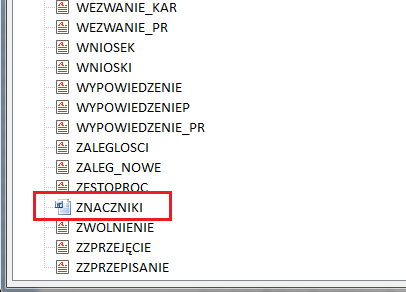 WEZWANIE_KAR
WEZWANIE_PR
WNIOSEK
WNIOSKI
WYPOWIEDZENIE
WYPOWIEDZENIEP
WYPOWIEDZENIE_PR
ZALEGLOSCI
ZALEG_NOWE
ZESTOPROC
ZNACZNIKI
ZWOLNIENIE
ZZPRZEJĘCIE
ZZPRZEPISANIE